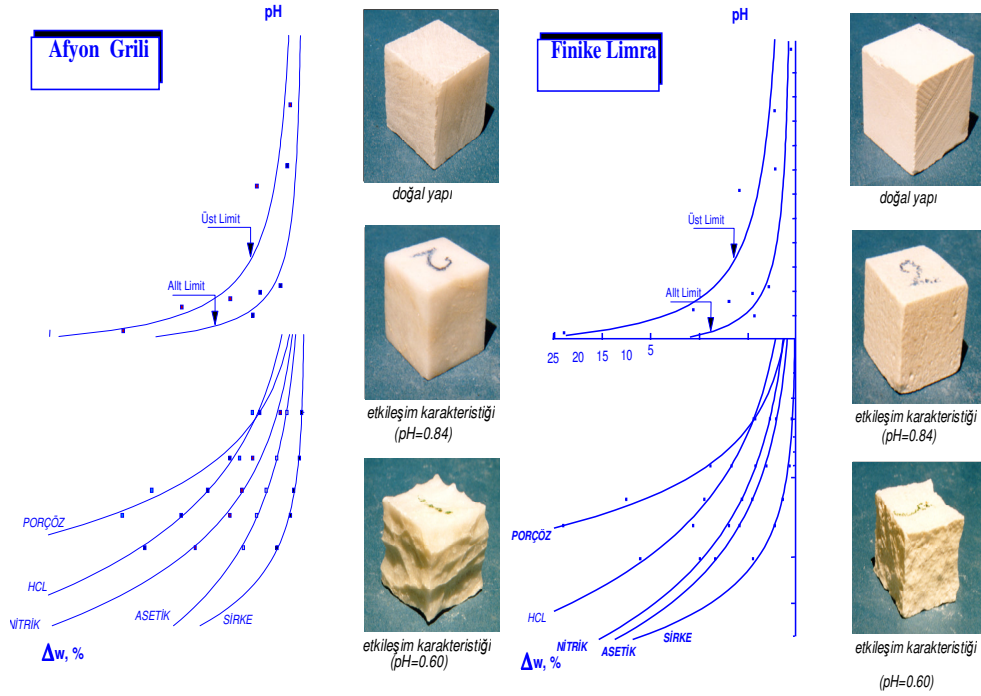 pH
Afyon Grili
Üst Limit
Allt Limit
PORÇÖZ
HCL
NİTRİK
ASETİK
SİRKE
Δw, %
doğal yapı
2
etkileşim karakteristiği
(pH=0.84)
etkileşim karakteristiği
(pH=0.60)
pH
Finike Limra
Üst Limit
Allt Limit
25 20 15 10 5
PORÇÖZ
HCL
NİTRİK
ASETİK
SİRKE
Δw, %
doğal yapı
etkileşim karakteristiği
(pH=0.84)
etkileşim karakteristiği
(pH=0.60)